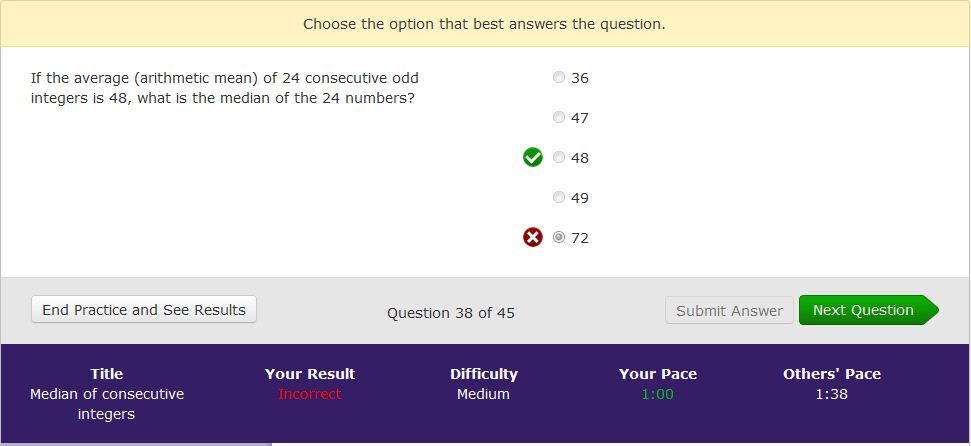 Choose the option that best answers the question.
If the average (arithmetic mean) of 24 consecutive odd
integers is 48, what is the median of the 24 numbers?
36
47
48
49
72
End Practice and See Results
Question 38 of 45
Submit Answer
Next Question
Title
Your Result
Difficulty
Your Pace
Others' Pace
Median of consecutive
integers
Incorrect
Medium
1:00
1:38